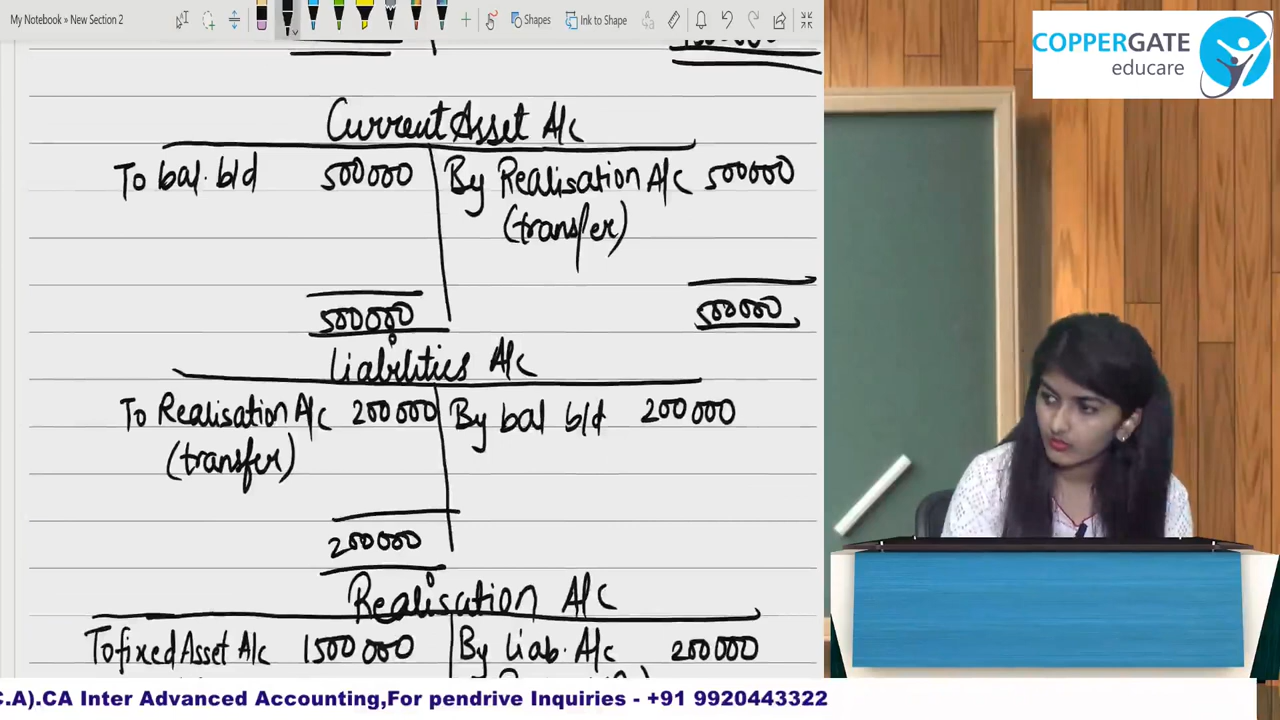 My Notebook » New Section 2
Shapes
Ink to Shape
COPPERGATE
educare
Current Asset A/c
To bal. b/d 500000 By Realisation A/c 500000
(transfer)
500000 500000
Liabilities A/c
To Realisation A/c 200000 By bal b/d 200000
(transfer)
200000
Realisation A/c
To fixed Asset A/c 1500000 By liab. A/c 200000
C.A).CA Inter Advanced Accounting,For pendrive Inquiries - +91 9920443322